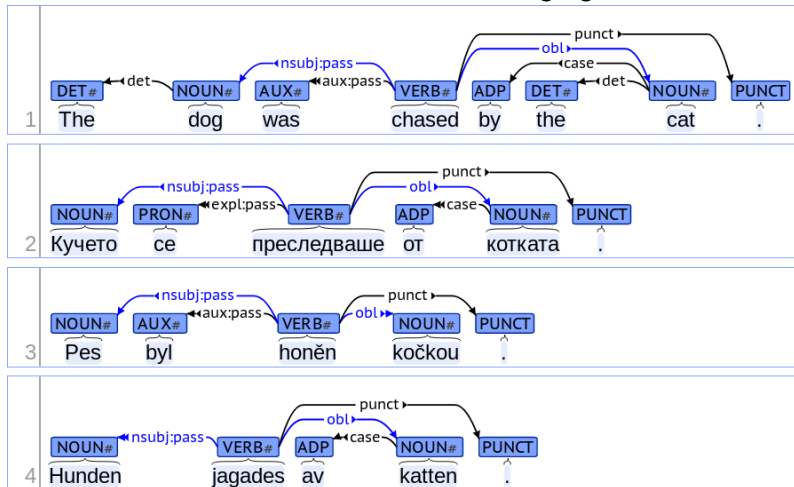 punct
obl
nsubj:pass case
det aux:pass det
DET# NOUN# AUX# VERB# ADP DET# NOUN# PUNCT
1 The dog was chased by the cat .
punct
nsubj:pass obl
expl:pass case
NOUN# PRON# VERB# ADP NOUN# PUNCT
2 Кучето се преследваше от котката .
nsubj:pass punct
aux:pass obl
NOUN# AUX# VERB# NOUN# PUNCT
3 Pes byl honěn kočkou .
punct
obl
nsubj:pass case
NOUN# VERB# ADP NOUN# PUNCT
4 Hunden jagades av katten .